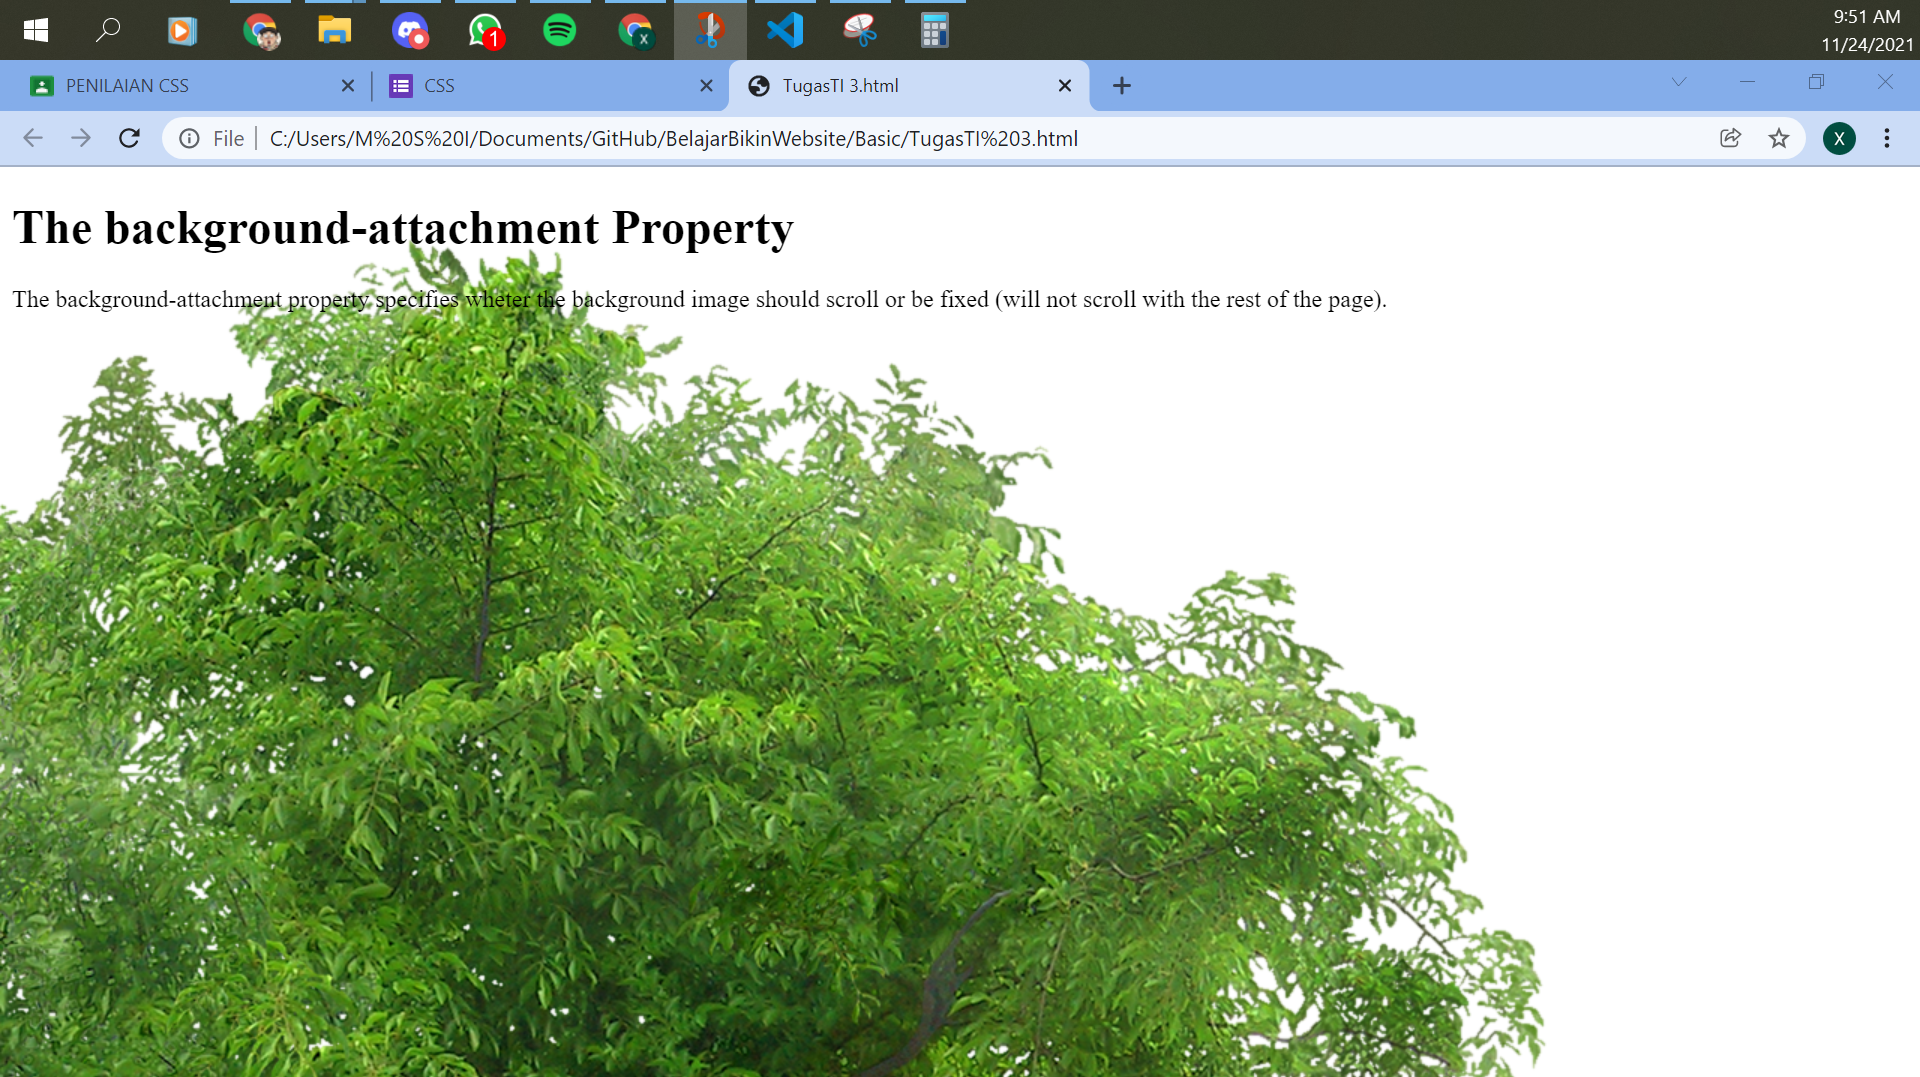 1
9:51 AM
11/24/2021
PENILAIAN CSS
CSS
TugasTI 3.html
File
C:/Users/M%20S%20I/Documents/GitHub/BelajarBikinWebsite/Basic/TugasTI%203.html
X
The background-attachment Property
The background-attachment property specifies wheter the background image should scroll or be fixed (will not scroll with the rest of the page).